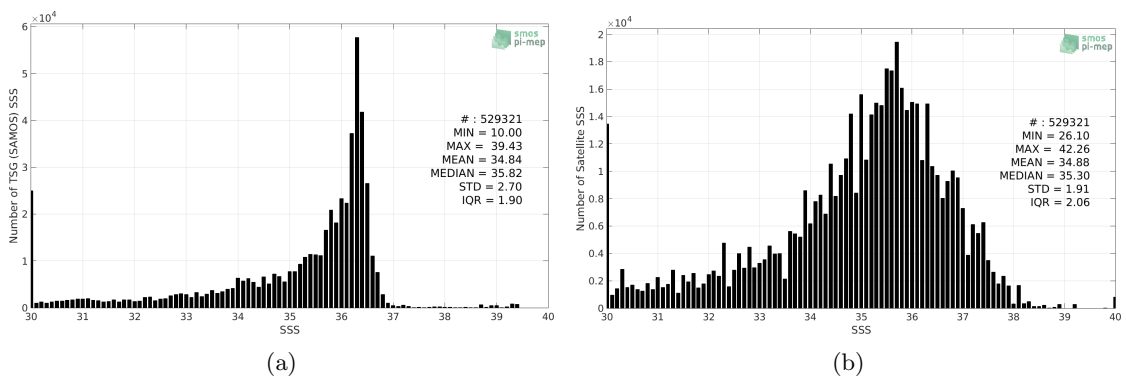 ×10⁴
6
5
4
3
2
1
0
Number of TSG (SAMOS) SSS
smos
pi-mep
# : 529321
MIN = 10.00
MAX = 39.43
MEAN = 34.84
MEDIAN = 35.82
STD = 2.70
IQR = 1.90
30 31 32 33 34 35 36 37 38 39 40
SSS
(a)
×10⁴
2
1.8
1.6
1.4
1.2
1
0.8
0.6
0.4
0.2
0
Number of Satellite SSS
smos
pi-mep
# : 529321
MIN = 26.10
MAX = 42.26
MEAN = 34.88
MEDIAN = 35.30
STD = 1.91
IQR = 2.06
30 31 32 33 34 35 36 37 38 39 40
SSS
(b)